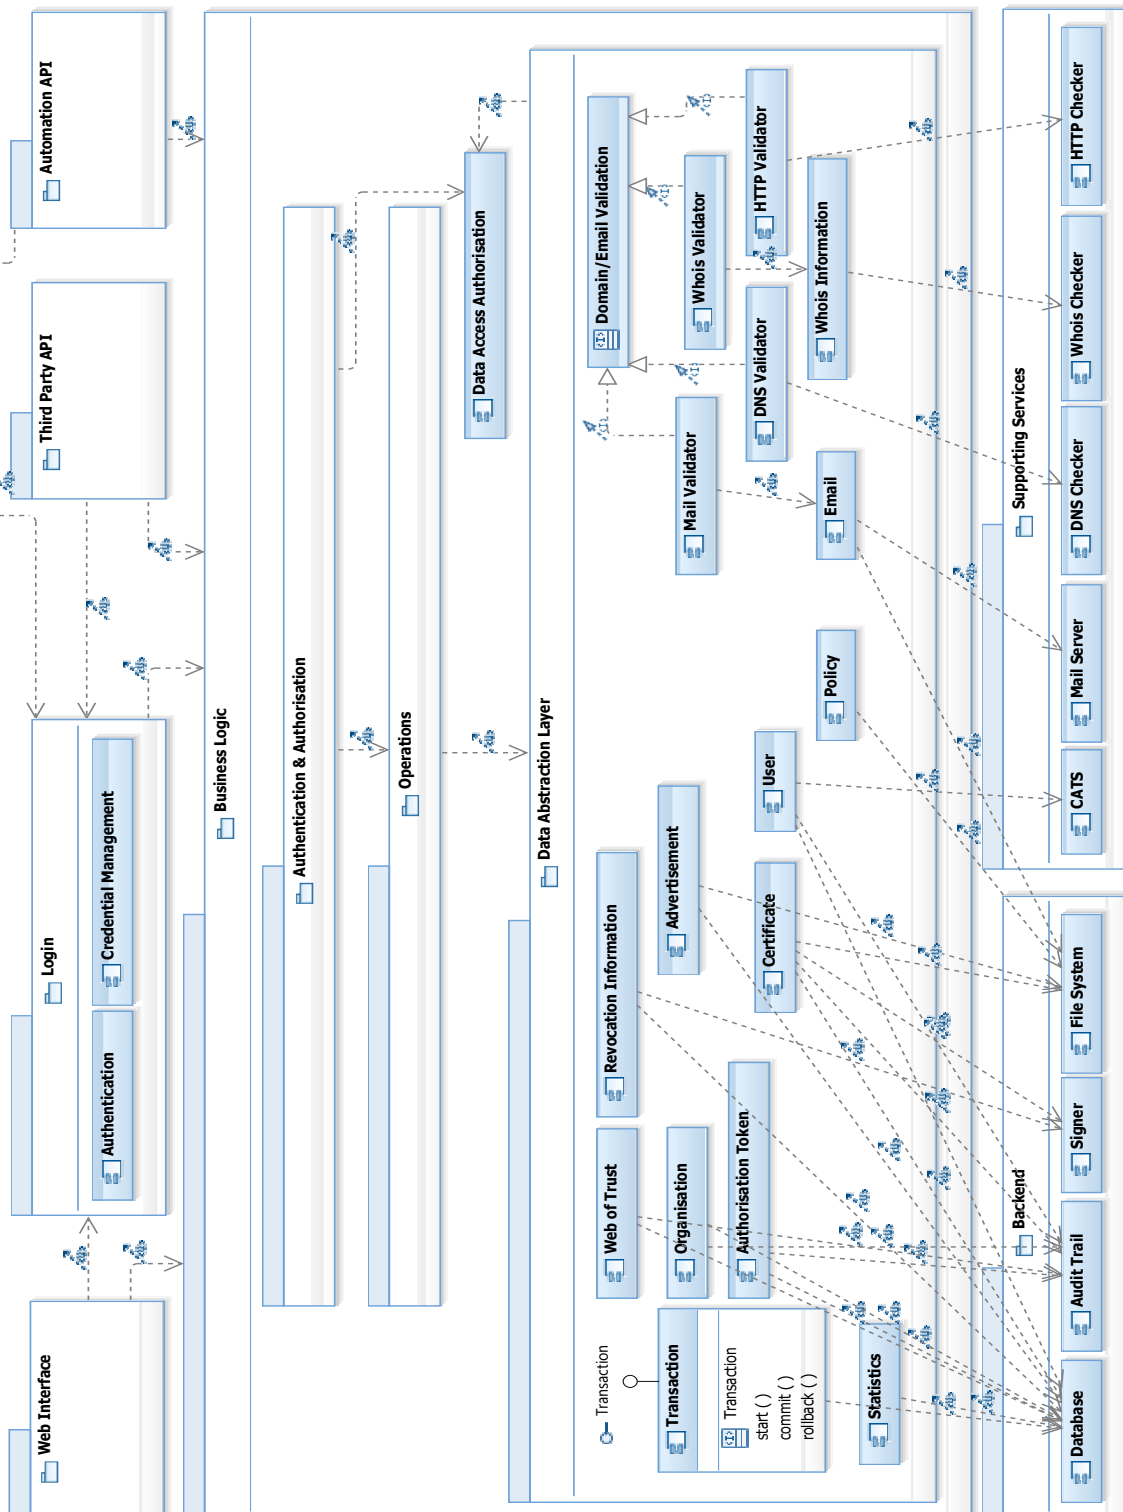 Web Interface
Login
Authentication
Credential Management
Third Party API
Automation API
Business Logic
Authentication & Authorisation
Operations
Data Access Authorisation
Data Abstraction Layer
Transaction
Transaction
Transaction
start ( )
commit ( )
rollback ( )
Statistics
Web of Trust
Organisation
Authorisation Token
Revocation Information
Advertisement
Certificate
User
Policy
Mail Validator
Email
DNS Validator
Domain/Email Validation
Whois Validator
HTTP Validator
Whois Information
Backend
Database
Audit Trail
Signer
File System
Supporting Services
CATS
Mail Server
DNS Checker
Whois Checker
HTTP Checker